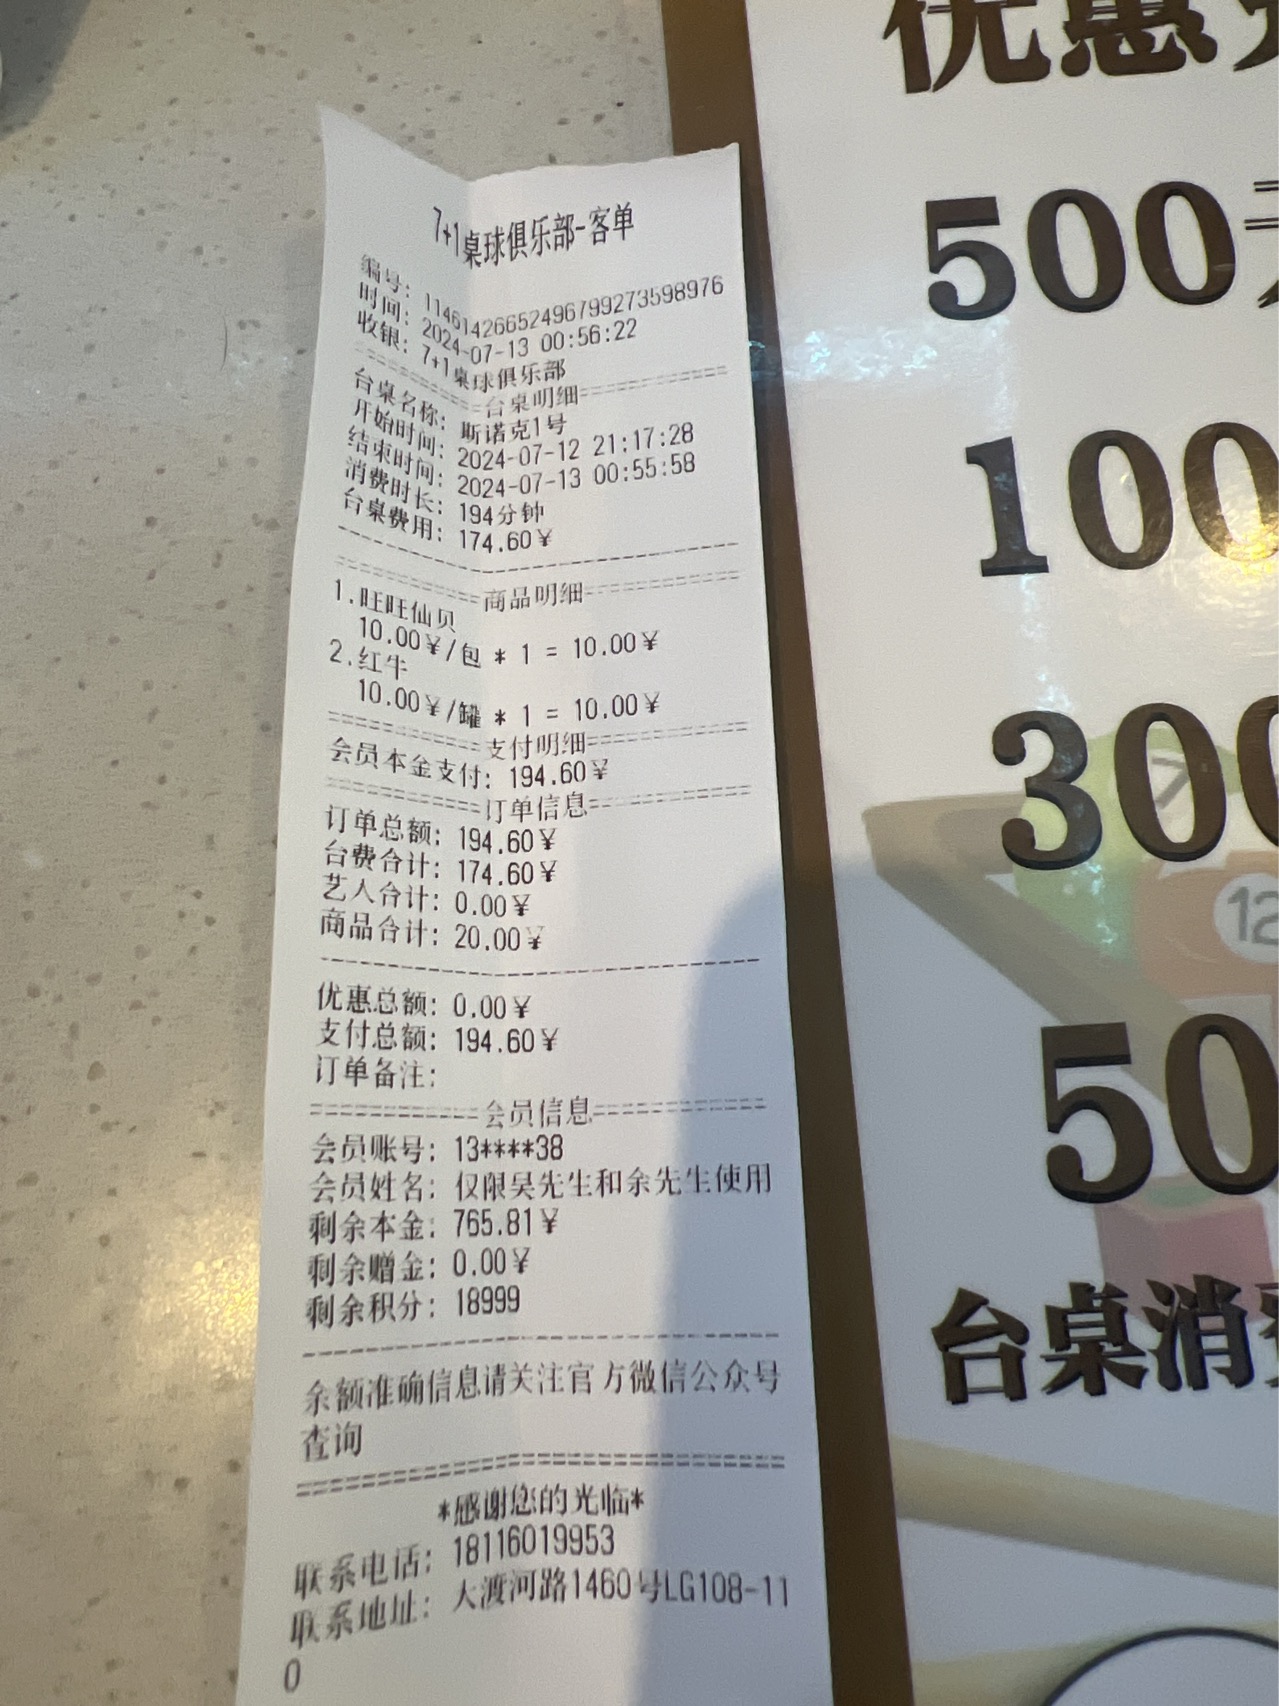 7+1桌球俱乐部-客单
编号: 1146142665249679927359897​6
时间: 2024-07-13 00:56:22
收银: 7+1桌球俱乐部
==========台桌明细==========
台桌名称: 斯诺克1号
开始时间: 2024-07-12 21:17:28
结束时间: 2024-07-13 00:55:58
消费时长: 194分钟
台桌费用: 174.60¥
==========商品明细==========
1.旺旺仙贝
10.00¥/包 * 1 = 10.00¥
2.红牛
10.00¥/罐 * 1 = 10.00¥
==========支付明细==========
会员本金支付: 194.60¥
==========订单信息==========
订单总额: 194.60¥
台费合计: 174.60¥
艺人合计: 0.00¥
商品合计: 20.00¥
优惠总额: 0.00¥
支付总额: 194.60¥
订单备注:
==========会员信息==========
会员账号: 13****38
会员姓名: 仅限吴先生和余先生使用
剩余本金: 765.81¥
剩余赠金: 0.00¥
剩余积分: 18999
余额准确信息请关注官方微信公众号
查询
*感谢您的光临*
联系电话: 18116019953
联系地址: 大渡河路1460号LG108-11
0
优惠
500元
100
300
50
台桌消费
7
12